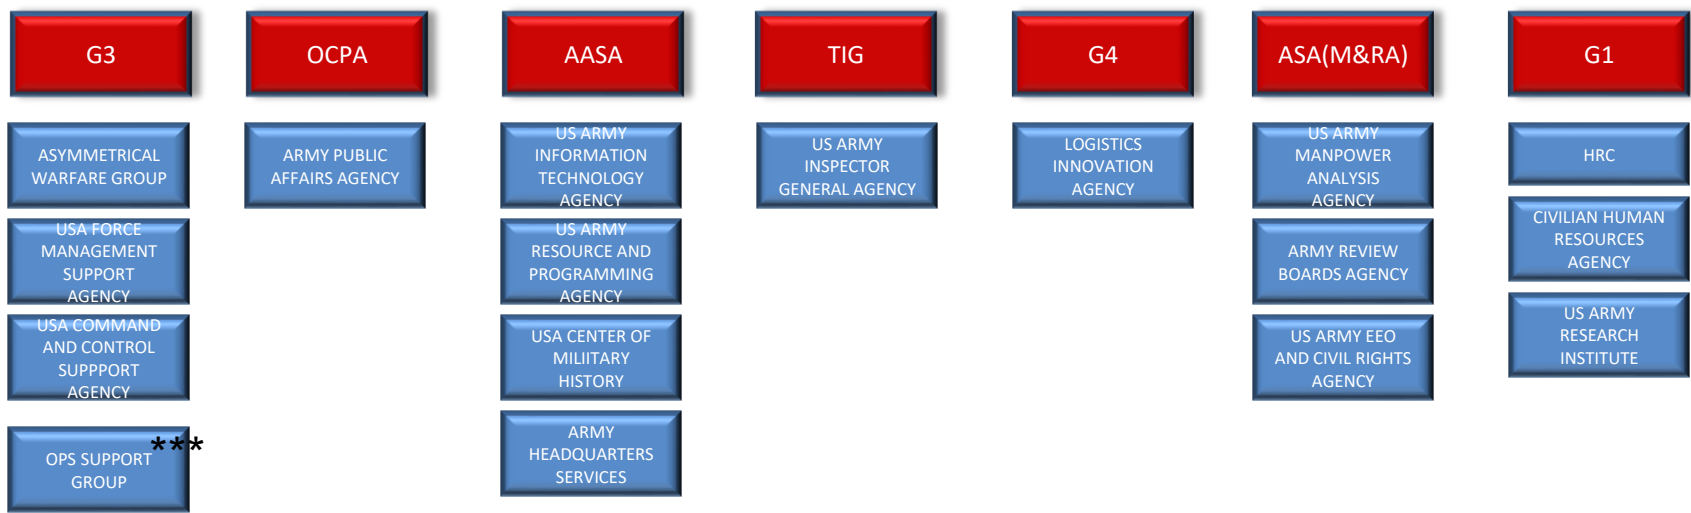 G3
OCPA
AASA
TIG
G4
ASA(M&RA)
G1
ASYMMETRICAL
WARFARE GROUP
USA FORCE
MANAGEMENT
SUPPORT
AGENCY
USA COMMAND
AND CONTROL
SUPPPORT
AGENCY
***
OPS SUPPORT
GROUP
ARMY PUBLIC
AFFAIRS AGENCY
US ARMY
INFORMATION
TECHNOLOGY
AGENCY
US ARMY
RESOURCE AND
PROGRAMMING
AGENCY
USA CENTER OF
MILIITARY
HISTORY
ARMY
HEADQUARTERS
SERVICES
US ARMY
INSPECTOR
GENERAL AGENCY
LOGISTICS
INNOVATION
AGENCY
US ARMY
MANPOWER
ANALYSIS
AGENCY
ARMY REVIEW
BOARDS AGENCY
US ARMY EEO
AND CIVIL RIGHTS
AGENCY
HRC
CIVILIAN HUMAN
RESOURCES
AGENCY
US ARMY
RESEARCH
INSTITUTE